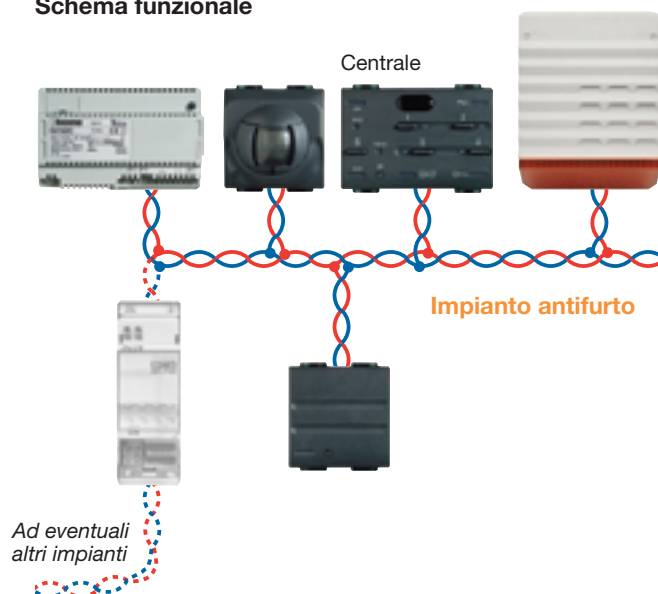 Schema funzionale
Centrale
Impianto antifurto
Ad eventuali
altri impianti